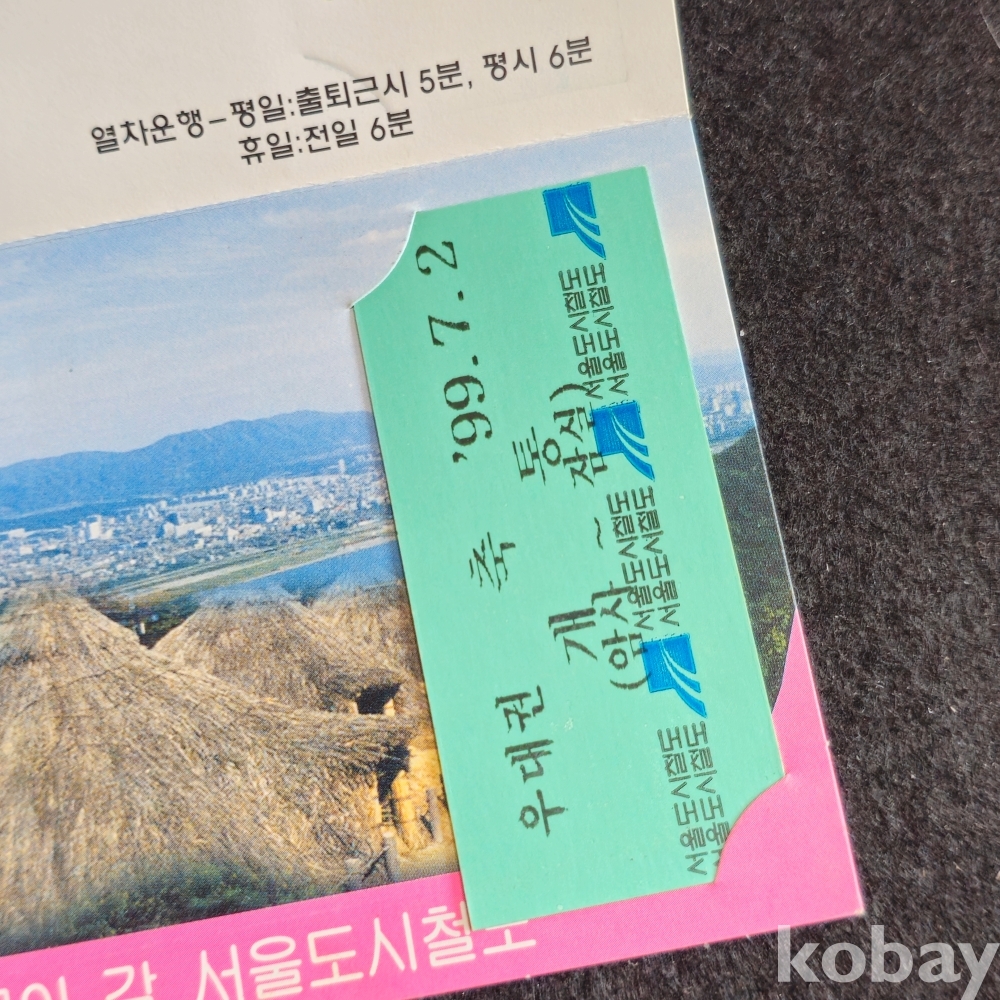 열차운행-평일:출퇴근시 5분, 평시 6분
휴일:전일 6분
우대권 축 '99.7.2
개 통
(암사~잠실)
서울도시철도 서울도시철도 서울도시철도
서울도시철도 서울도시철도 서울도시철도
서울도시철도
kobay